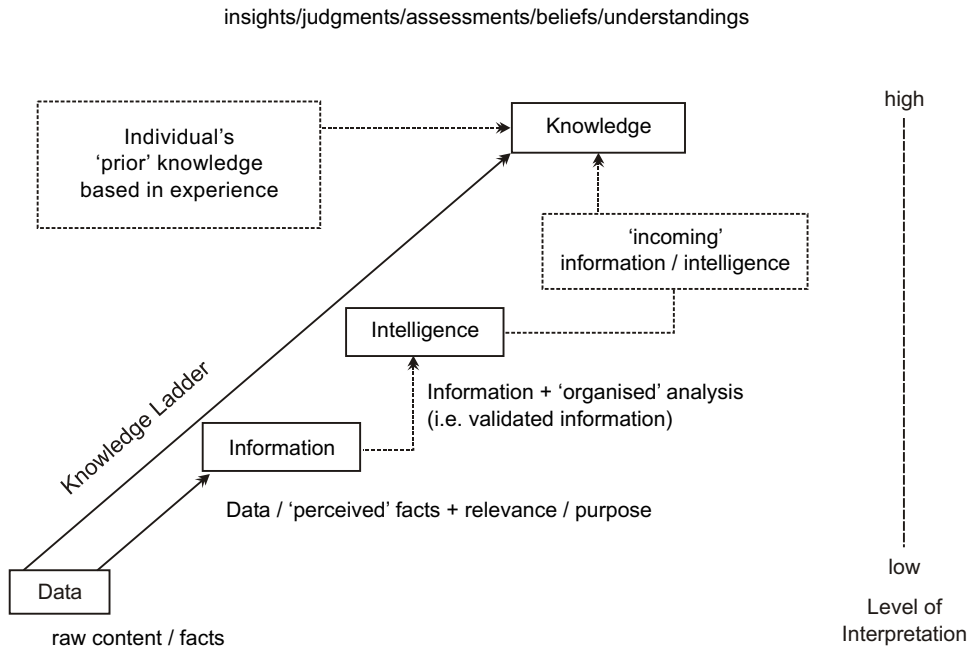 insights/judgments/assessments/beliefs/understandings
high
Knowledge
Individual’s
‘prior’ knowledge
based in experience
‘incoming’
information / intelligence
Intelligence
Knowledge Ladder
Information + ‘organised’ analysis
(i.e. validated information)
Information
Data / ‘perceived’ facts + relevance / purpose
low
Data
Level of
Interpretation
raw content / facts